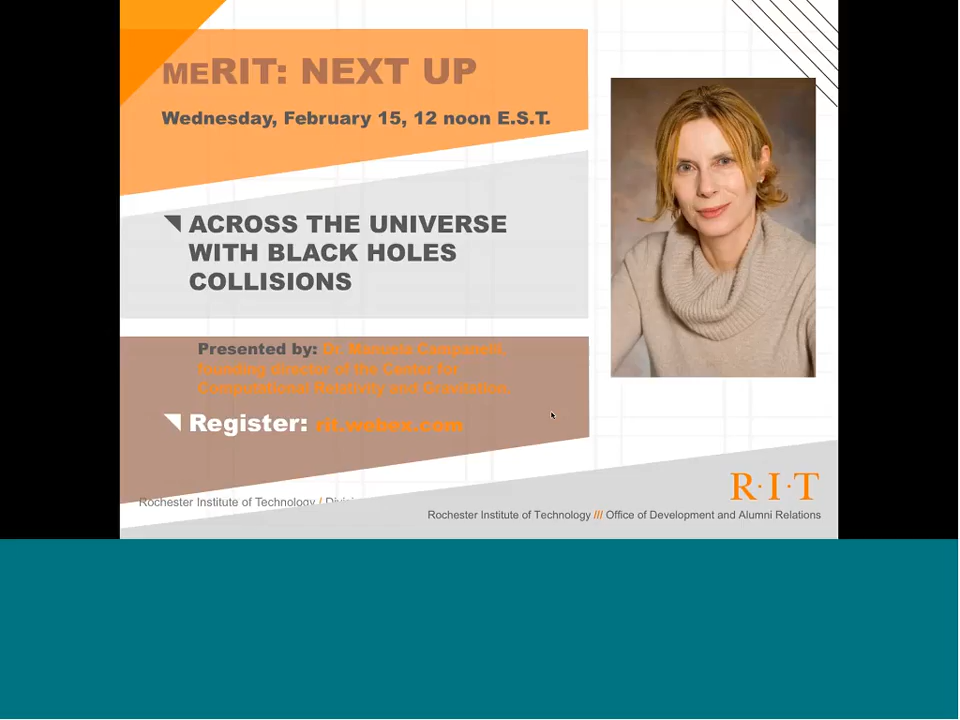 MERIT: NEXT UP
Wednesday, February 15, 12 noon E.S.T.
ACROSS THE UNIVERSE
WITH BLACK HOLES
COLLISIONS
Presented by: Dr. Manuela Campanelli,
founding director of the Center for
Computational Relativity and Gravitation.
Register: rit.webex.com
Rochester Institute of Technology /
R·I·T
Rochester Institute of Technology /// Office of Development and Alumni Relations